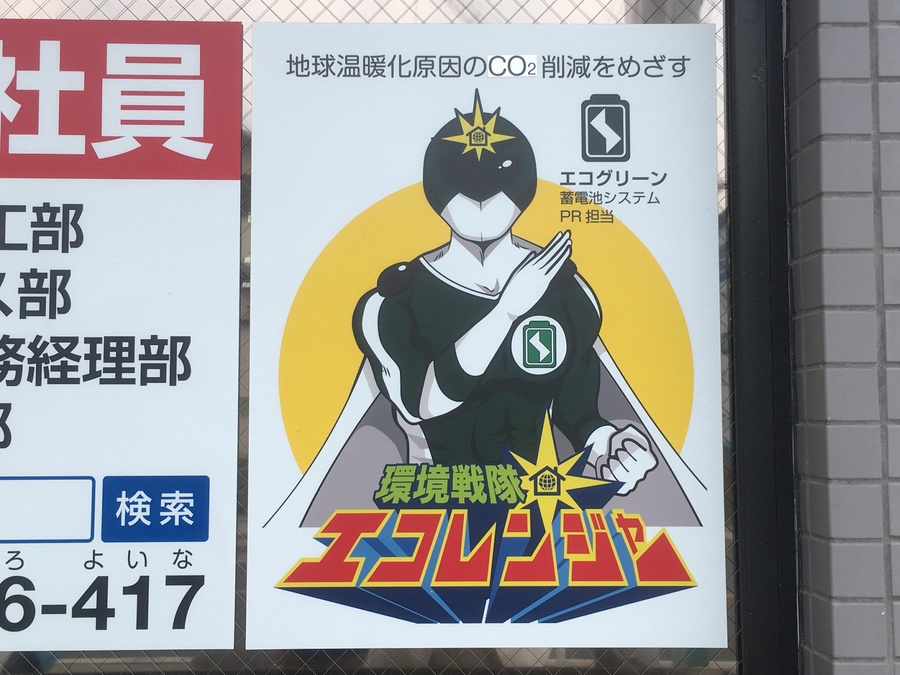 社員
工部
ス部
務経理部
部
検索
ろ よいな
6-417
地球温暖化原因のCO₂削減をめざす
エコグリーン
蓄電池システム
PR担当
環境戦隊
エコレンジャー